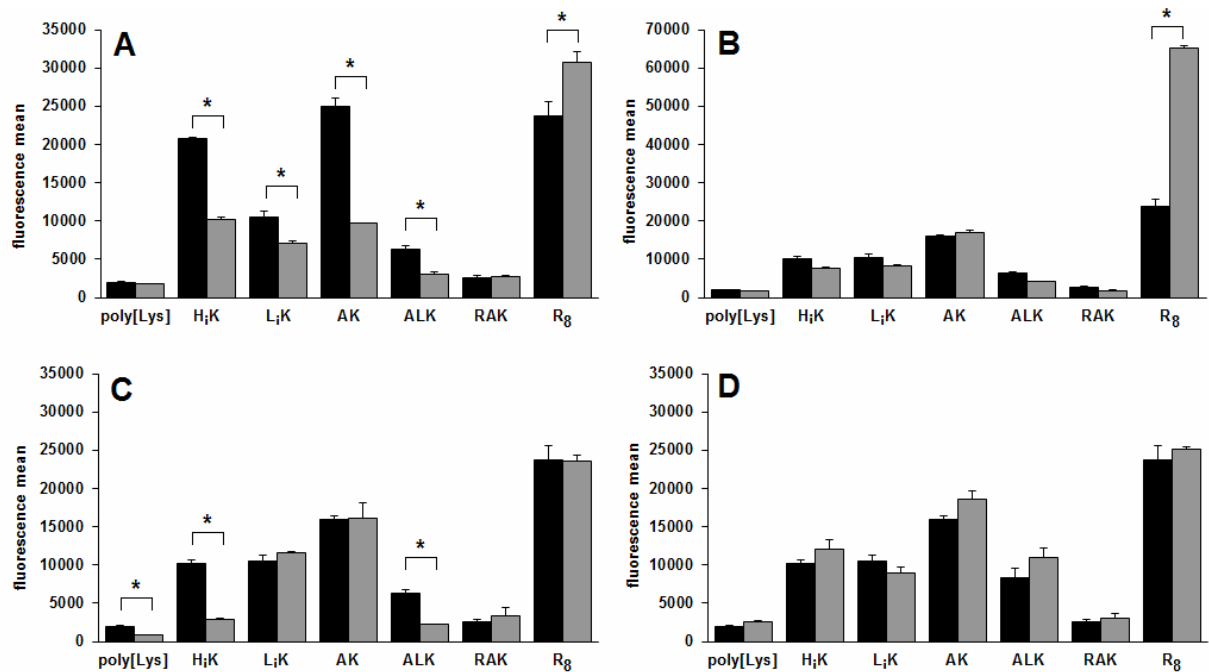 A
fluorescence mean
35000
30000
25000
20000
15000
10000
5000
0
* * * * *
poly[Lys] HiK LiK AK ALK RAK R8
B
fluorescence mean
70000
60000
50000
40000
30000
20000
10000
0
*
poly[Lys] HiK LiK AK ALK RAK R8
C
fluorescence mean
35000
30000
25000
20000
15000
10000
5000
0
* * *
poly[Lys] HiK LiK AK ALK RAK R8
D
fluorescence mean
35000
30000
25000
20000
15000
10000
5000
0
poly[Lys] HiK LiK AK ALK RAK R8